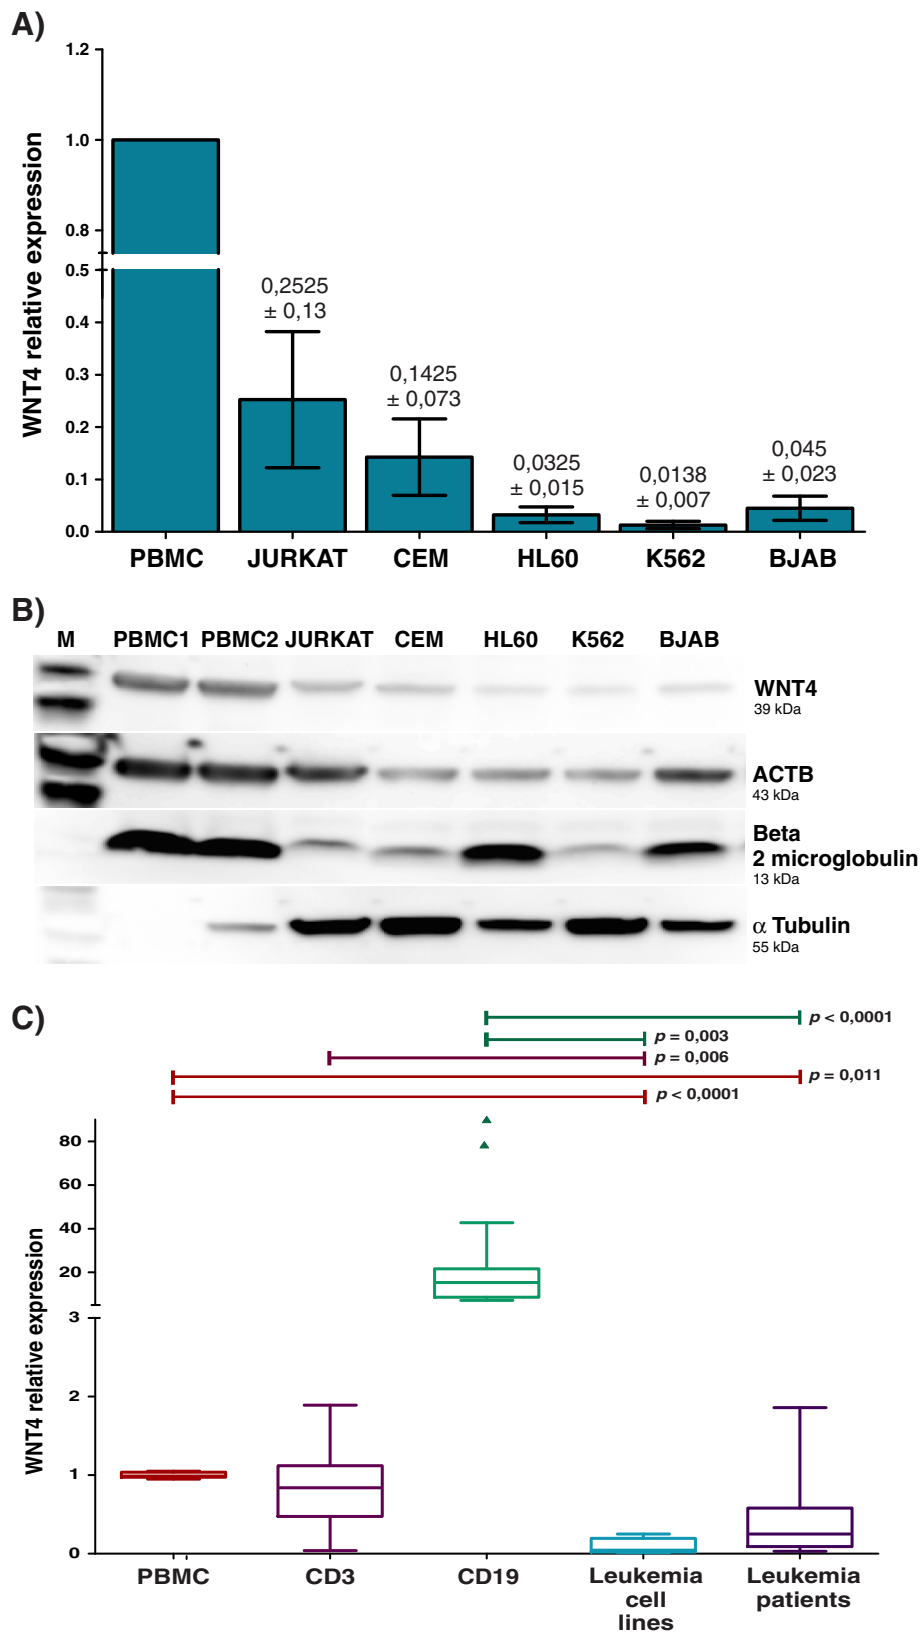 A)
WNT4 relative expression
1.2
1.0
0.8
0.5
0.4
0.3
0.2
0.1
0.0
0,2525
± 0,13
0,1425
± 0,073
0,0325
± 0,015
0,0138
± 0,007
0,045
± 0,023
PBMC JURKAT CEM HL60 K562 BJAB
B)
M PBMC1 PBMC2 JURKAT CEM HL60 K562 BJAB
WNT4
39 kDa
ACTB
43 kDa
Beta
2 microglobulin
13 kDa
α Tubulin
55 kDa
C)
p < 0,0001
p = 0,003
p = 0,006
p = 0,011
p < 0,0001
WNT4 relative expression
80
60
40
20
3
2
1
0
PBMC CD3 CD19 Leukemia Leukemia
cell patients
lines